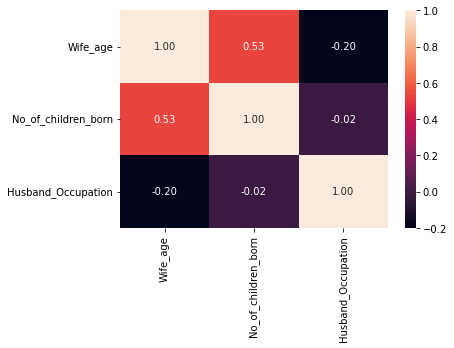 1.0
Wife_age
1.00
0.53
-0.20
0.8
0.6
No_of_children_born
0.53
1.00
-0.02
0.4
0.2
Husband_Occupation
-0.20
-0.02
1.00
0.0
−0.2
Wife_age
No_of_children_born
Husband_Occupation